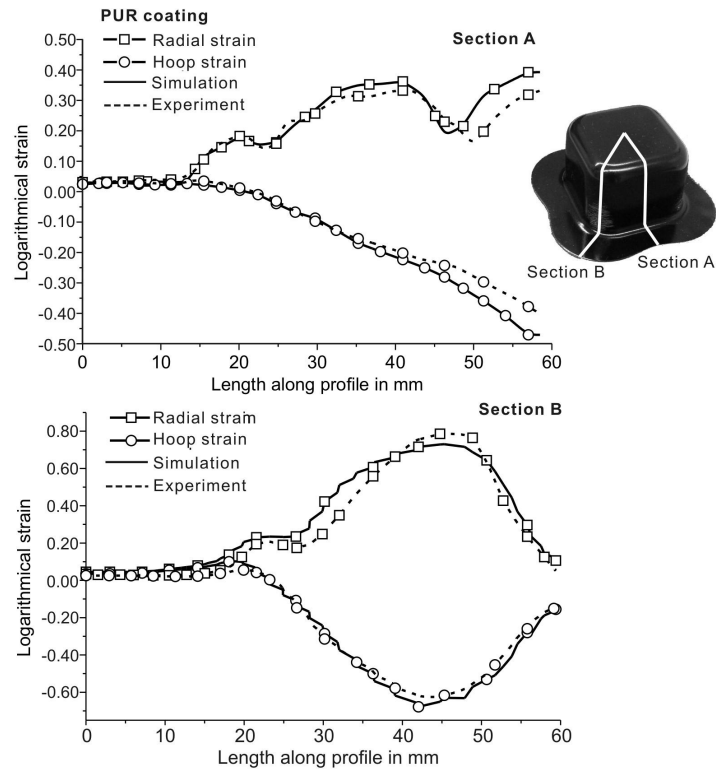 PUR coating
Radial strain
Hoop strain
Simulation
Experiment
Section A
0.50
0.40
0.30
0.20
0.10
0.00
-0.10
-0.20
-0.30
-0.40
-0.50
Logarithmical strain
0 10 20 30 40 50 60
Length along profile in mm
Section B
Section A
Section B
Radial strain
Hoop strain
Simulation
Experiment
0.80
0.60
0.40
0.20
0.00
-0.20
-0.40
-0.60
Logarithmical strain
0 10 20 30 40 50 60
Length along profile in mm